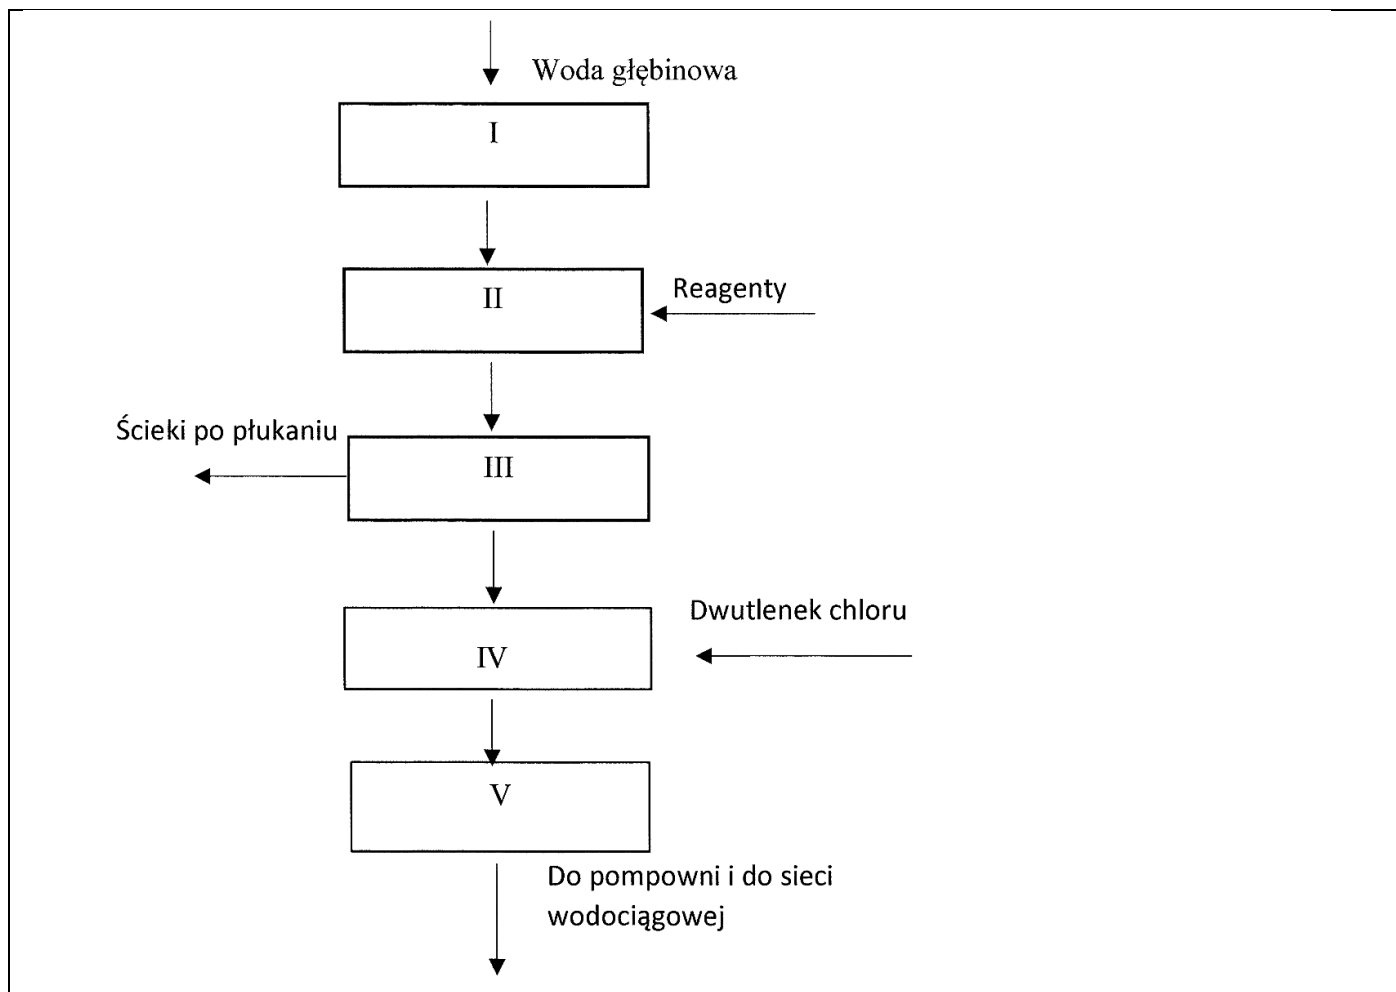 Woda głębinowa
I
II
Reagenty
Ścieki po płukaniu
III
Dwutlenek chloru
IV
V
Do pompowni i do sieci
wodociągowej